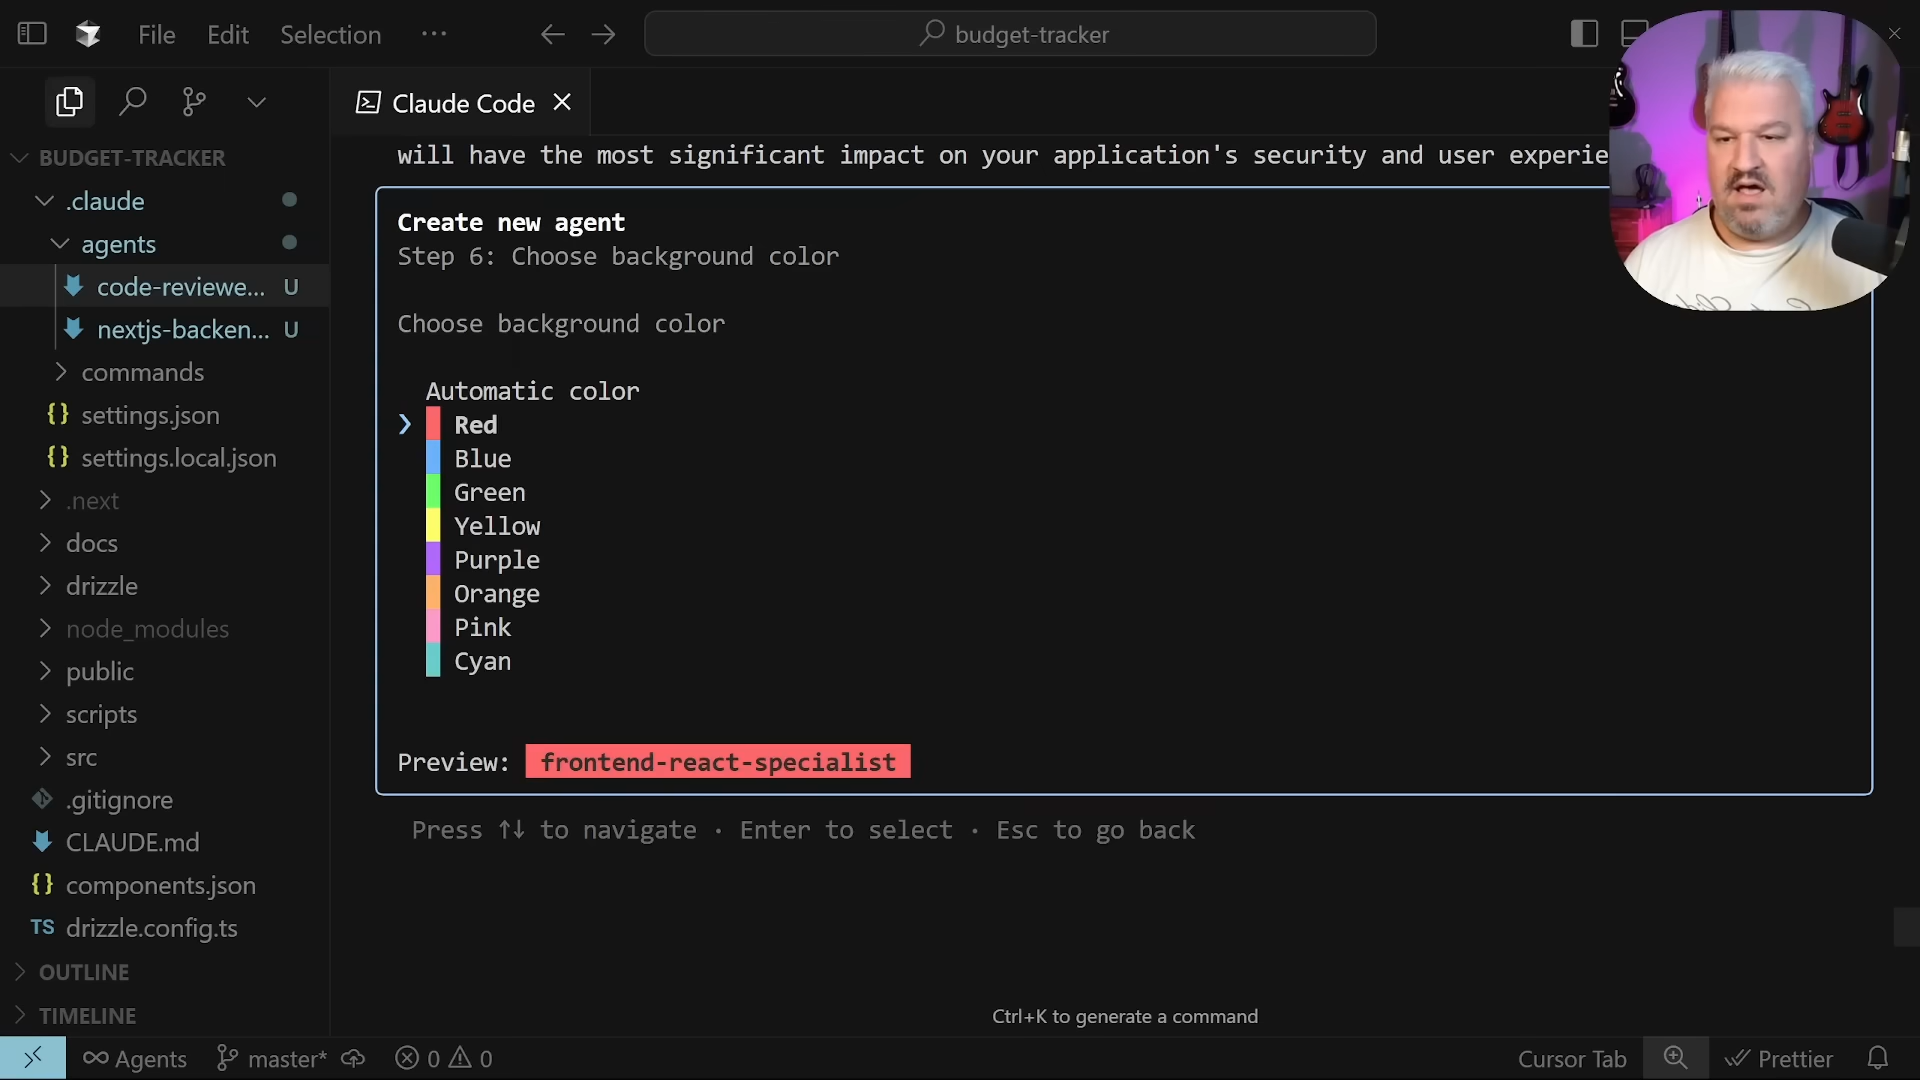 File Edit Selection ···
budget-tracker
Claude Code
BUDGET-TRACKER
.claude
agents
code-reviewe... U
nextjs-backen... U
commands
settings.json
settings.local.json
.next
docs
drizzle
node_modules
public
scripts
src
.gitignore
CLAUDE.md
components.json
TS drizzle.config.ts
OUTLINE
TIMELINE
will have the most significant impact on your application's security and user experie
Create new agent
Step 6: Choose background color
Choose background color
Automatic color
❯ Red
Blue
Green
Yellow
Purple
Orange
Pink
Cyan
Preview: frontend-react-specialist
Press ↑↓ to navigate · Enter to select · Esc to go back
Ctrl+K to generate a command
Agents master* 0 0 Cursor Tab Prettier